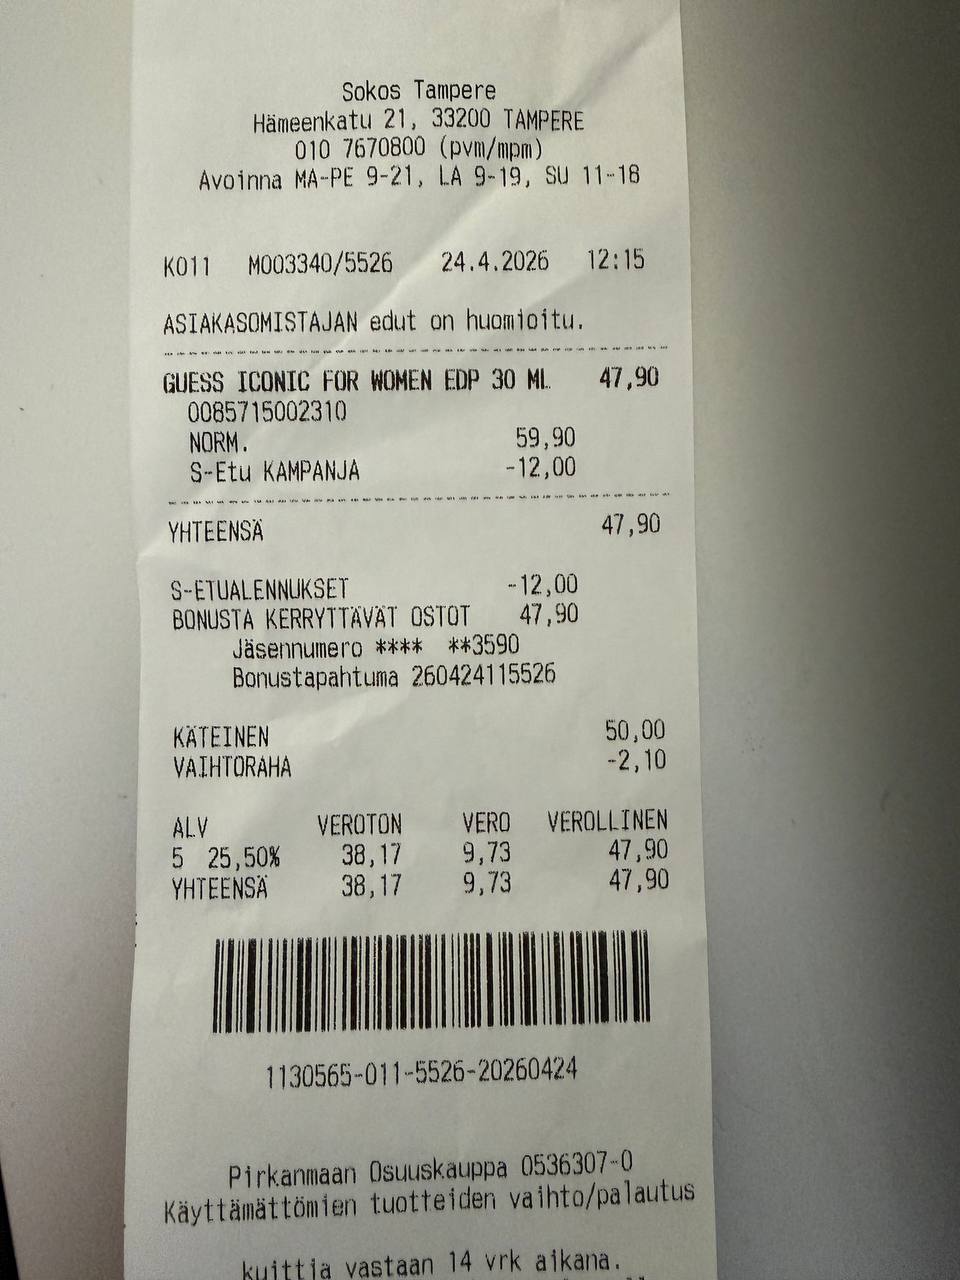 Sokos Tampere
Hämeenkatu 21, 33200 TAMPERE
010 7670800 (pvm/mpm)
Avoinna MA-PE 9-21, LA 9-19, SU 11-18
K011 M003340/5526 24.4.2026 12:15
ASIAKASOMISTAJAN edut on huomioitu.
GUESS ICONIC FOR WOMEN EDP 30 ML 47,90
0085715002310
NORM. 59,90
S-Etu KAMPANJA -12,00
YHTEENSÄ 47,90
S-ETUALENNUKSET -12,00
BONUSTA KERRYTTÄVÄT OSTOT 47,90
Jäsennumero **** **3590
Bonustapahtuma 260424115526
KÄTEINEN 50,00
VAIHTORAHA -2,10
ALV VEROTON VERO VEROLLINEN
5 25,50% 38,17 9,73 47,90
YHTEENSÄ 38,17 9,73 47,90
1130565-011-5526-20260424
Pirkanmaan Osuuskauppa 0536307-0
Käyttämättömien tuotteiden vaihto/palautus
kuittia vastaan 14 vrk aikana.